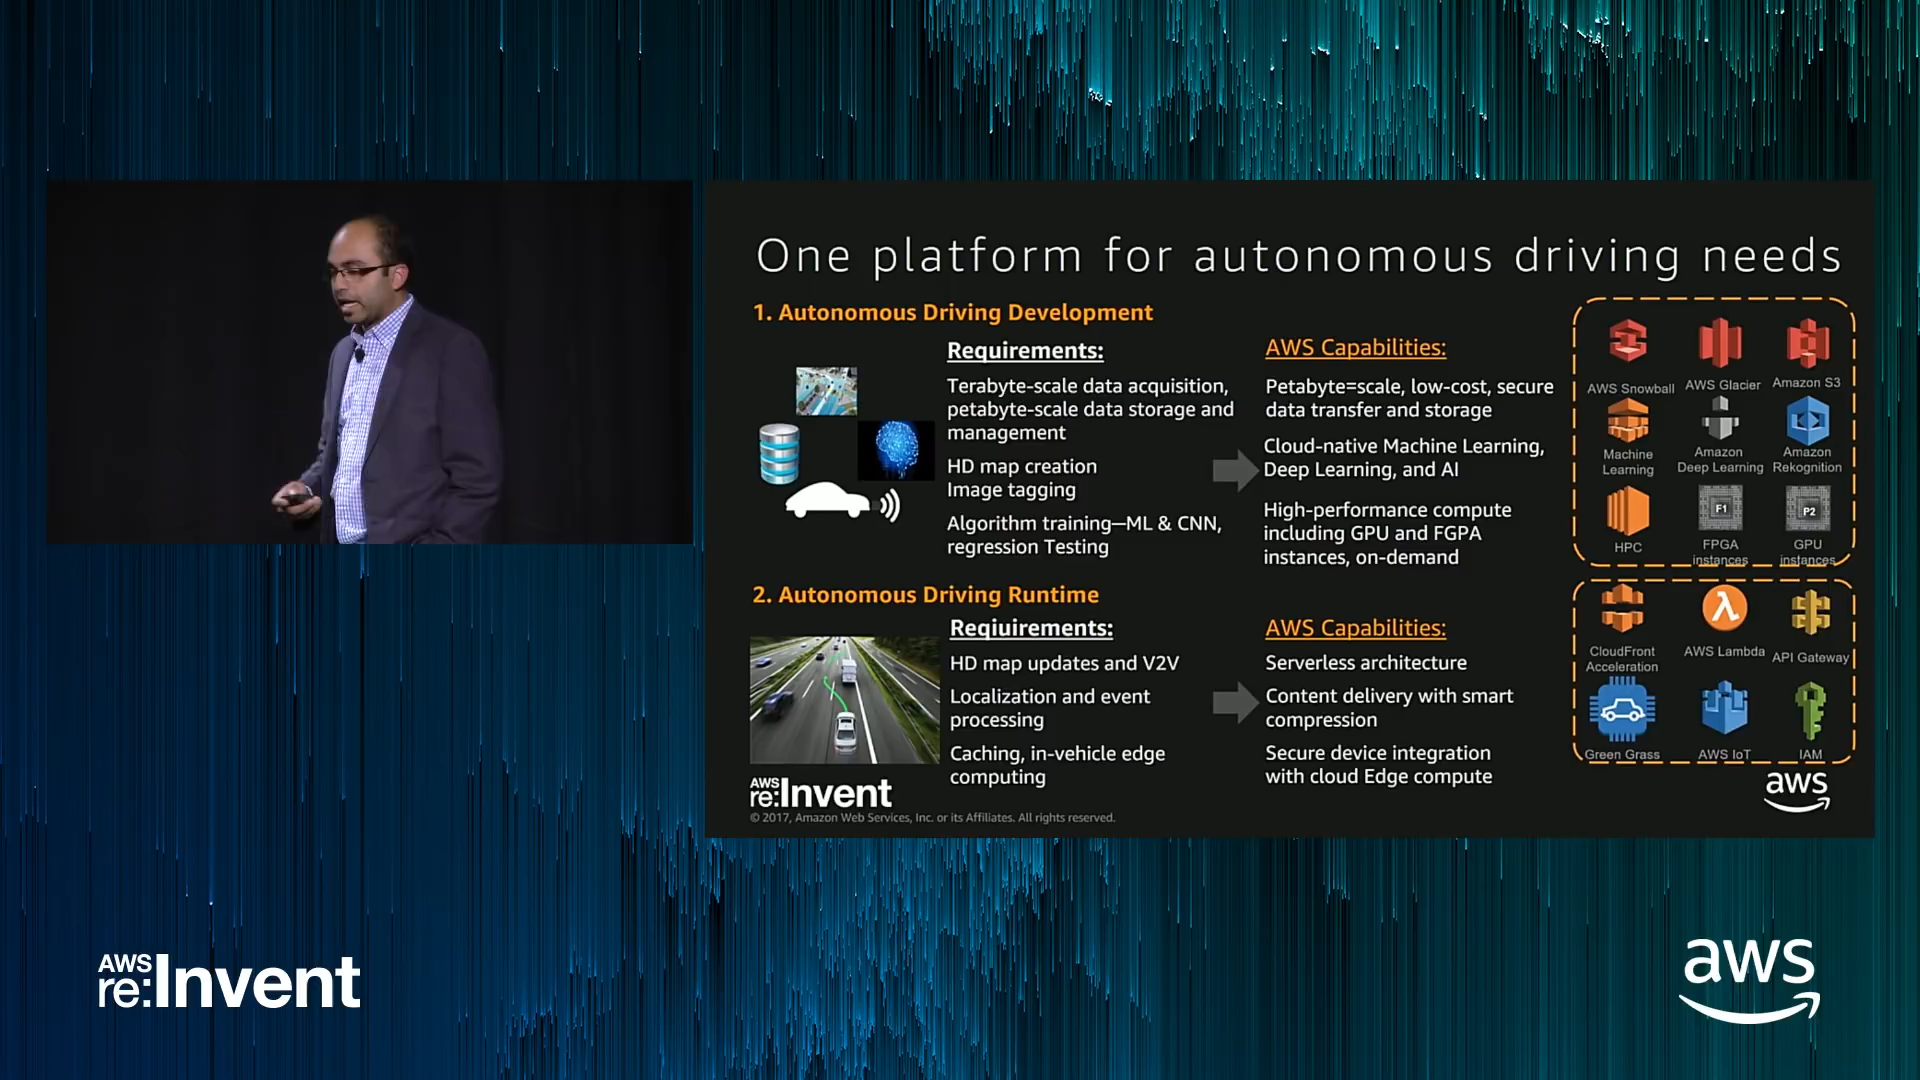 One platform for autonomous driving needs
1. Autonomous Driving Development
Requirements:
Terabyte-scale data acquisition,
petabyte-scale data storage and
management
HD map creation
Image tagging
Algorithm training—ML & CNN,
regression Testing
AWS Capabilities:
Petabyte=scale, low-cost, secure
data transfer and storage
Cloud-native Machine Learning,
Deep Learning, and AI
High-performance compute
including GPU and FGPA
instances, on-demand
AWS Snowball
AWS Glacier
Amazon S3
Machine
Learning
Amazon
Deep Learning
Amazon
Rekognition
HPC
F1
FPGA
instances
P2
GPU
instances
2. Autonomous Driving Runtime
Reqiuirements:
HD map updates and V2V
Localization and event
processing
Caching, in-vehicle edge
computing
AWS Capabilities:
Serverless architecture
Content delivery with smart
compression
Secure device integration
with cloud Edge compute
CloudFront
Acceleration
λ
AWS Lambda
API Gateway
Green Grass
AWS IoT
IAM
AWS
re:Invent
© 2017, Amazon Web Services, Inc. or its Affiliates. All rights reserved.
aws
AWS
re:Invent
aws